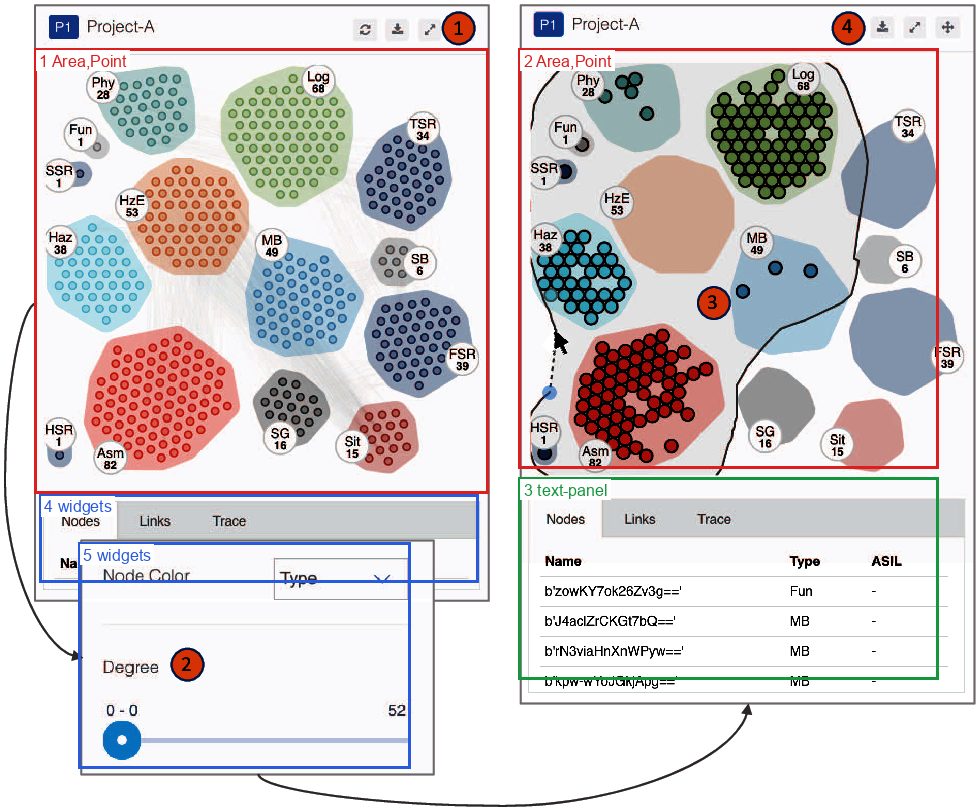 P1 Project-A 1
1 Area,Point
Phy 28
Log 68
Fun 1
TSR 34
SSR 1
HzE 53
Haz 38
MB 49
SB 6
FSR 39
HSR 1
Asm 82
SG 16
Sit 15
4 widgets
Nodes Links Trace
Na
5 widgets
Node Color Type
Degree 2
0 - 0 52
P1 Project-A 4
2 Area,Point
Phy 28
Log 68
Fun 1
TSR 34
SSR 1
HzE 53
Haz 38
MB 49
SB 6
3
FSR 39
HSR 1
Asm 82
SG 16
Sit 15
3 text-panel
Nodes Links Trace
Name Type ASIL
b'zowKY7ok26Zv3g==' Fun -
b'J4aclZrCKGt7bQ==' MB -
b'rN3viaHnXnWPyw==' MB -
MB -